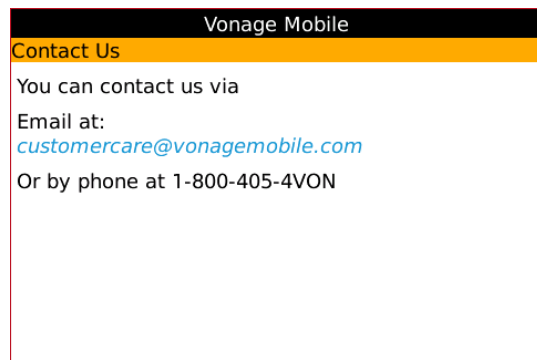 Vonage Mobile
Contact Us
You can contact us via
Email at:
customercare@vonagemobile.com
Or by phone at 1-800-405-4VON